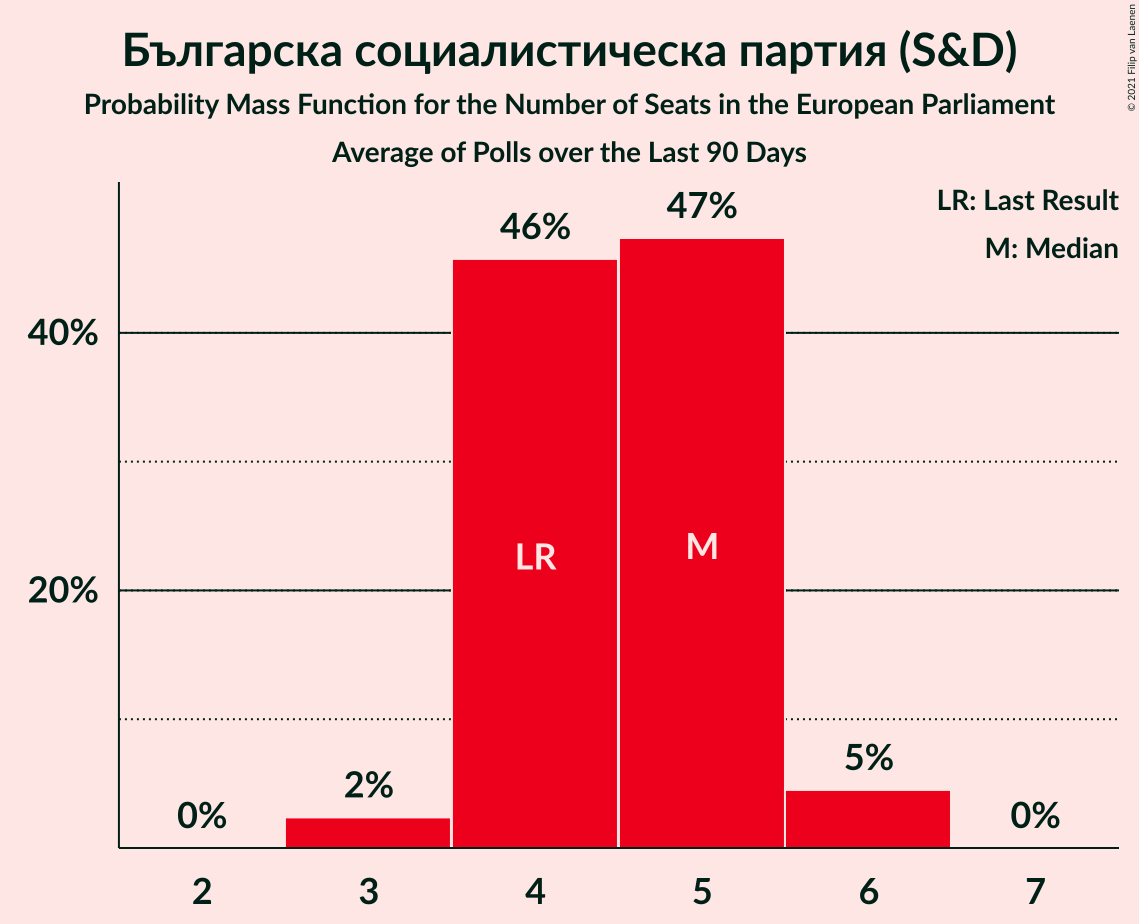 Българска социалистическа партия (S&D)
Probability Mass Function for the Number of Seats in the European Parliament
Average of Polls over the Last 90 Days
© 2021 Filip van Laenen
LR: Last Result
M: Median
47%
46%
40%
LR
M
20%
5%
2%
0%
0%
2 3 4 5 6 7